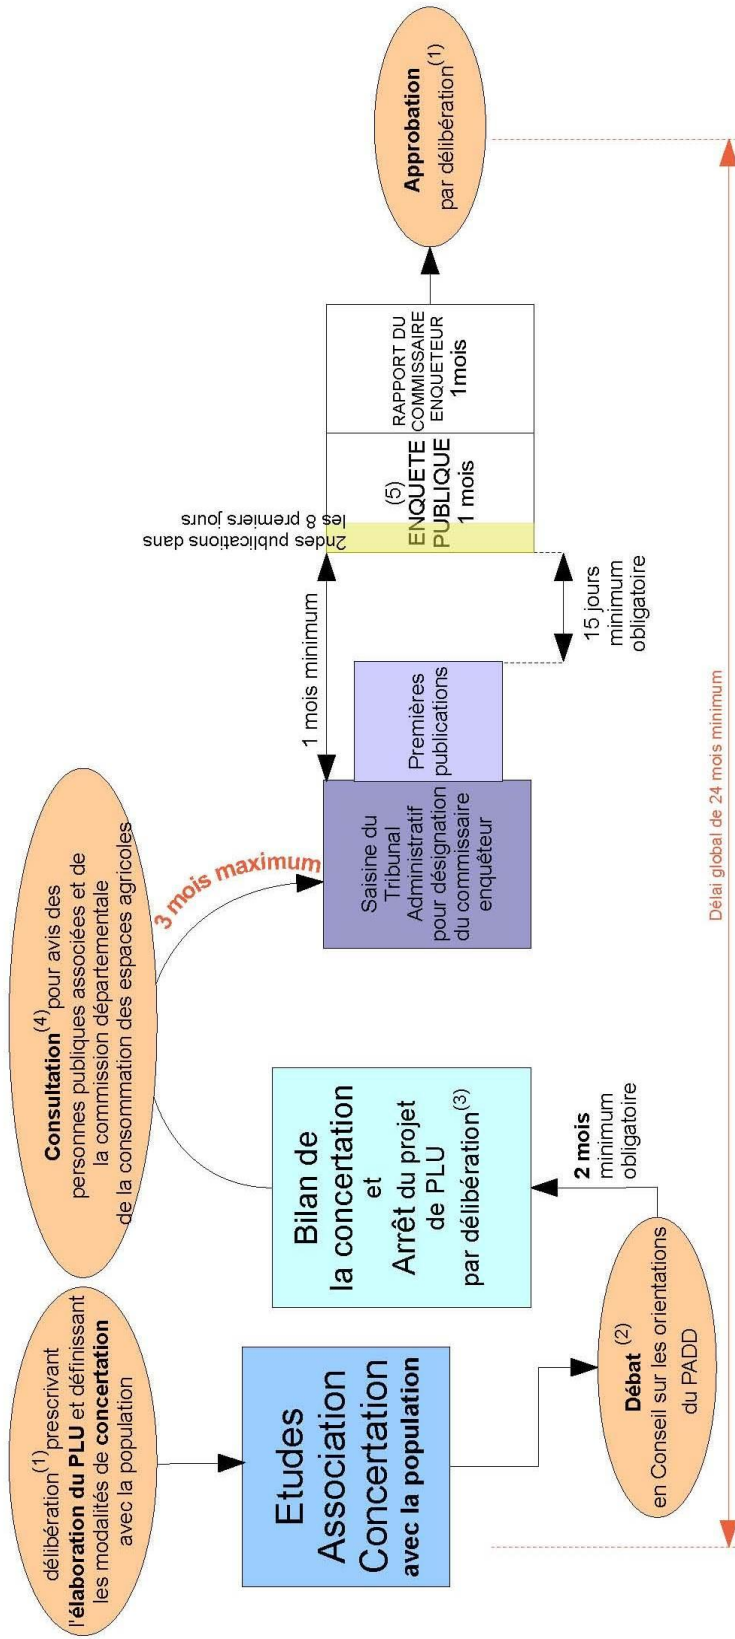 délibération(1) prescrivant
l'élaboration du PLU et définissant
les modalités de concertation
avec la population
Etudes
Association
Concertation
avec la population
Débat (2)
en Conseil sur les orientations
du PADD
2 mois
minimum
obligatoire
Bilan de
la concertation
et
Arrêt du projet
de PLU
par délibération(3)
Consultation(4) pour avis des
personnes publiques associées et de
la commission départementale
de la consommation des espaces agricoles
3 mois maximum
Saisine du
Tribunal
Administratif
pour désignation
du commissaire
enquêteur
Premières
publications
1 mois minimum
15 jours
minimum
obligatoire
2ndes publications dans
les 8 premiers jours
(5)
ENQUETE
PUBLIQUE
1 mois
RAPPORT DU
COMMISSAIRE
ENQUETEUR
1mois
Approbation
par délibération(1)
Délai global de 24 mois minimum